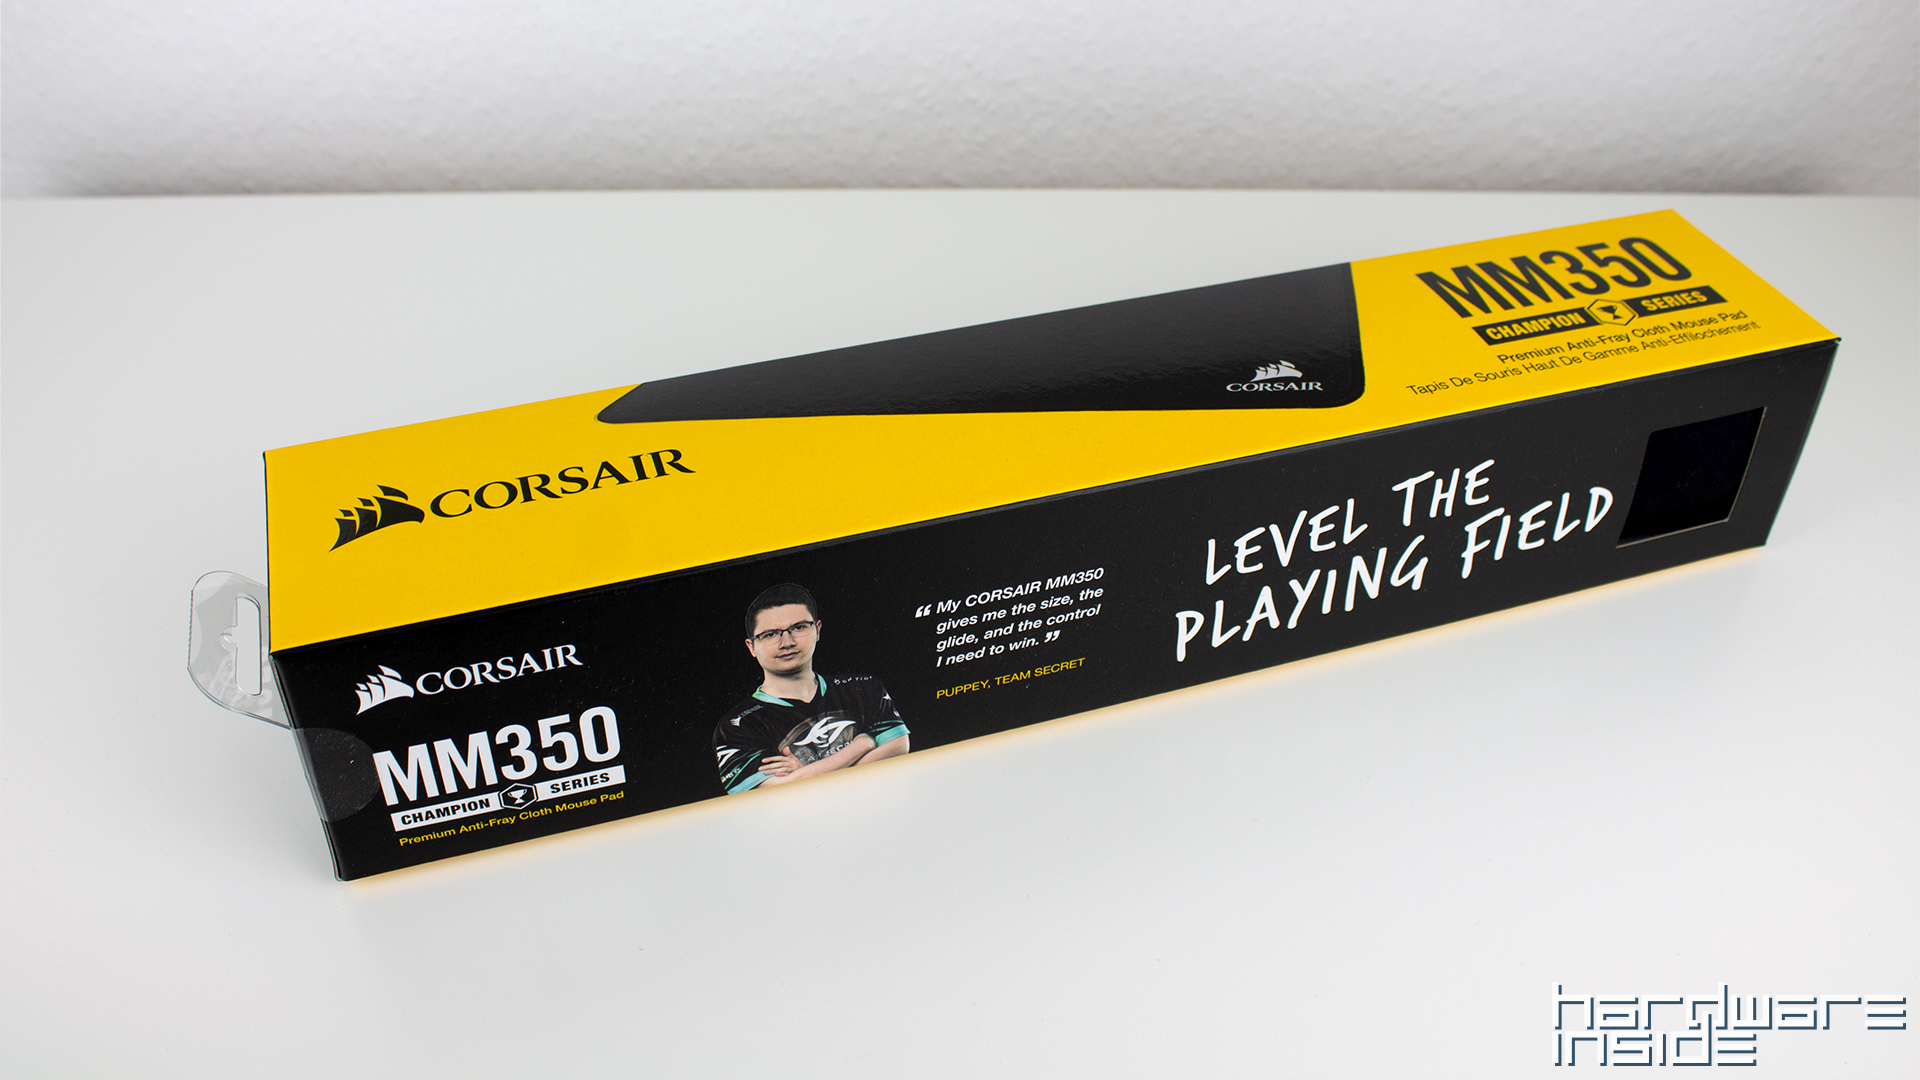 MM350
CHAMPION SERIES
Premium Anti-Fray Cloth Mouse Pad
Tapis De Souris Haut De Gamme Anti-Effilochement
CORSAIR
CORSAIR
CORSAIR
MM350
CHAMPION SERIES
Premium Anti-Fray Cloth Mouse Pad
“ My CORSAIR MM350
gives me the size, the
glide, and the control
I need to win. ”
PUPPEY, TEAM SECRET
LEVEL THE
PLAYING FIELD
hardware
inside